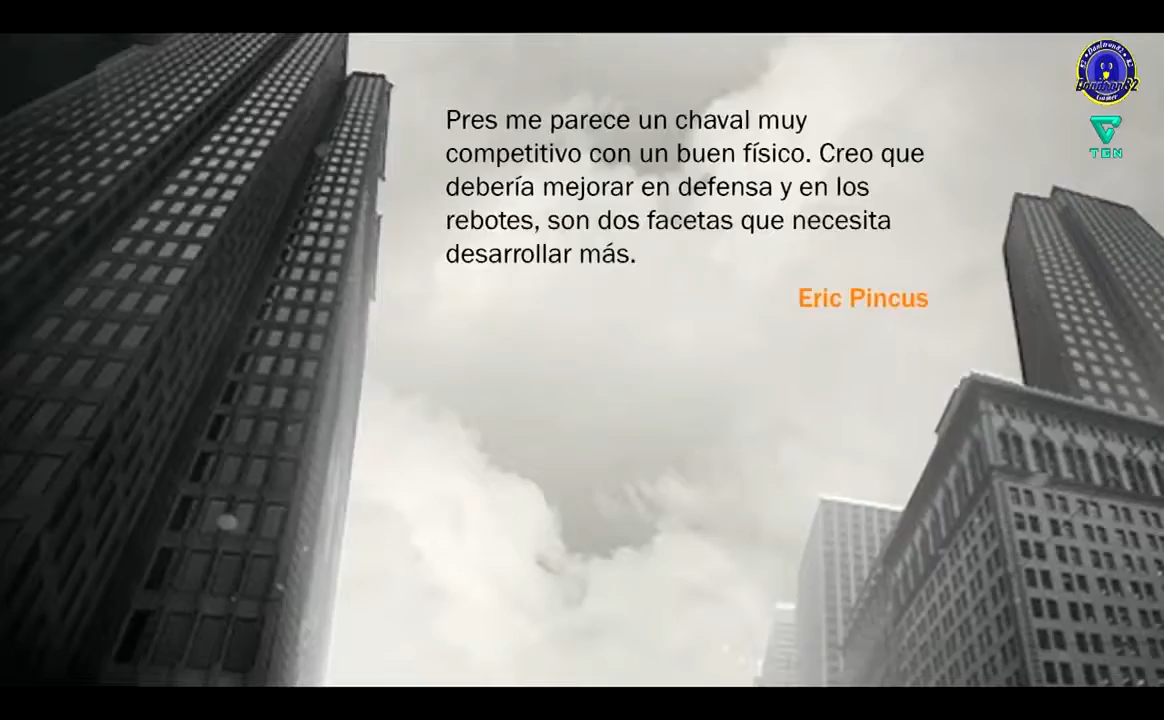 Pres me parece un chaval muy
competitivo con un buen físico. Creo que
debería mejorar en defensa y en los
rebotes, son dos facetas que necesita
desarrollar más.
Eric Pincus
TGN